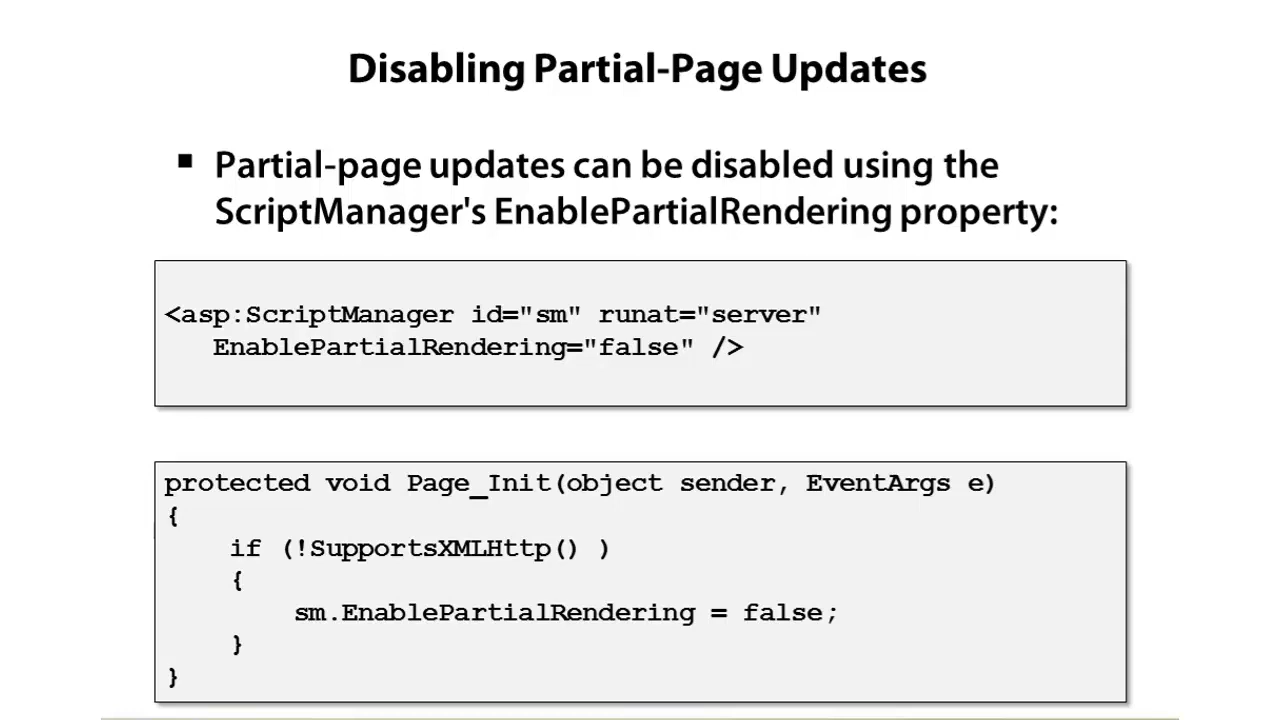 Disabling Partial-Page Updates
▪ Partial-page updates can be disabled using the
ScriptManager's EnablePartialRendering property:
<asp:ScriptManager id="sm" runat="server"
   EnablePartialRendering="false" />
protected void Page_Init(object sender, EventArgs e)
{
    if (!SupportsXMLHttp() )
    {
        sm.EnablePartialRendering = false;
    }
}